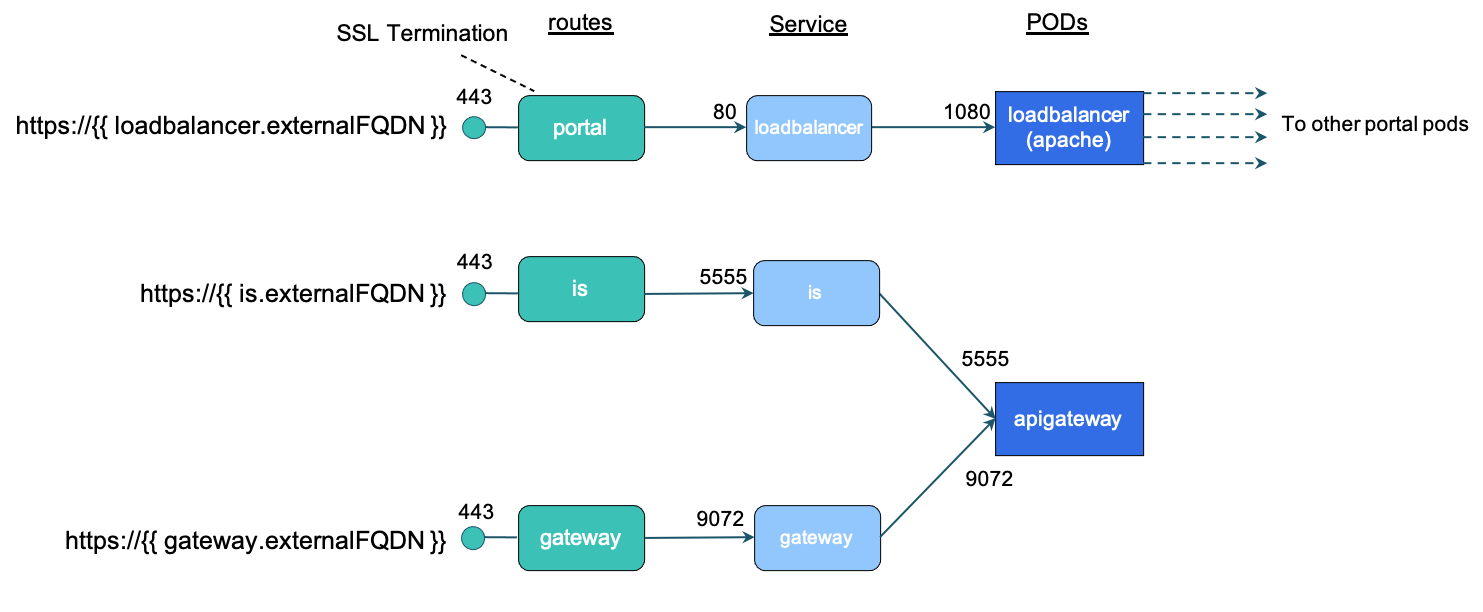 SSL Termination
routes
Service
PODs
https://{{ loadbalancer.externalFQDN }}
443
portal
80
loadbalancer
1080
loadbalancer
(apache)
To other portal pods
https://{{ is.externalFQDN }}
443
is
5555
is
5555
apigateway
https://{{ gateway.externalFQDN }}
443
gateway
9072
gateway
9072